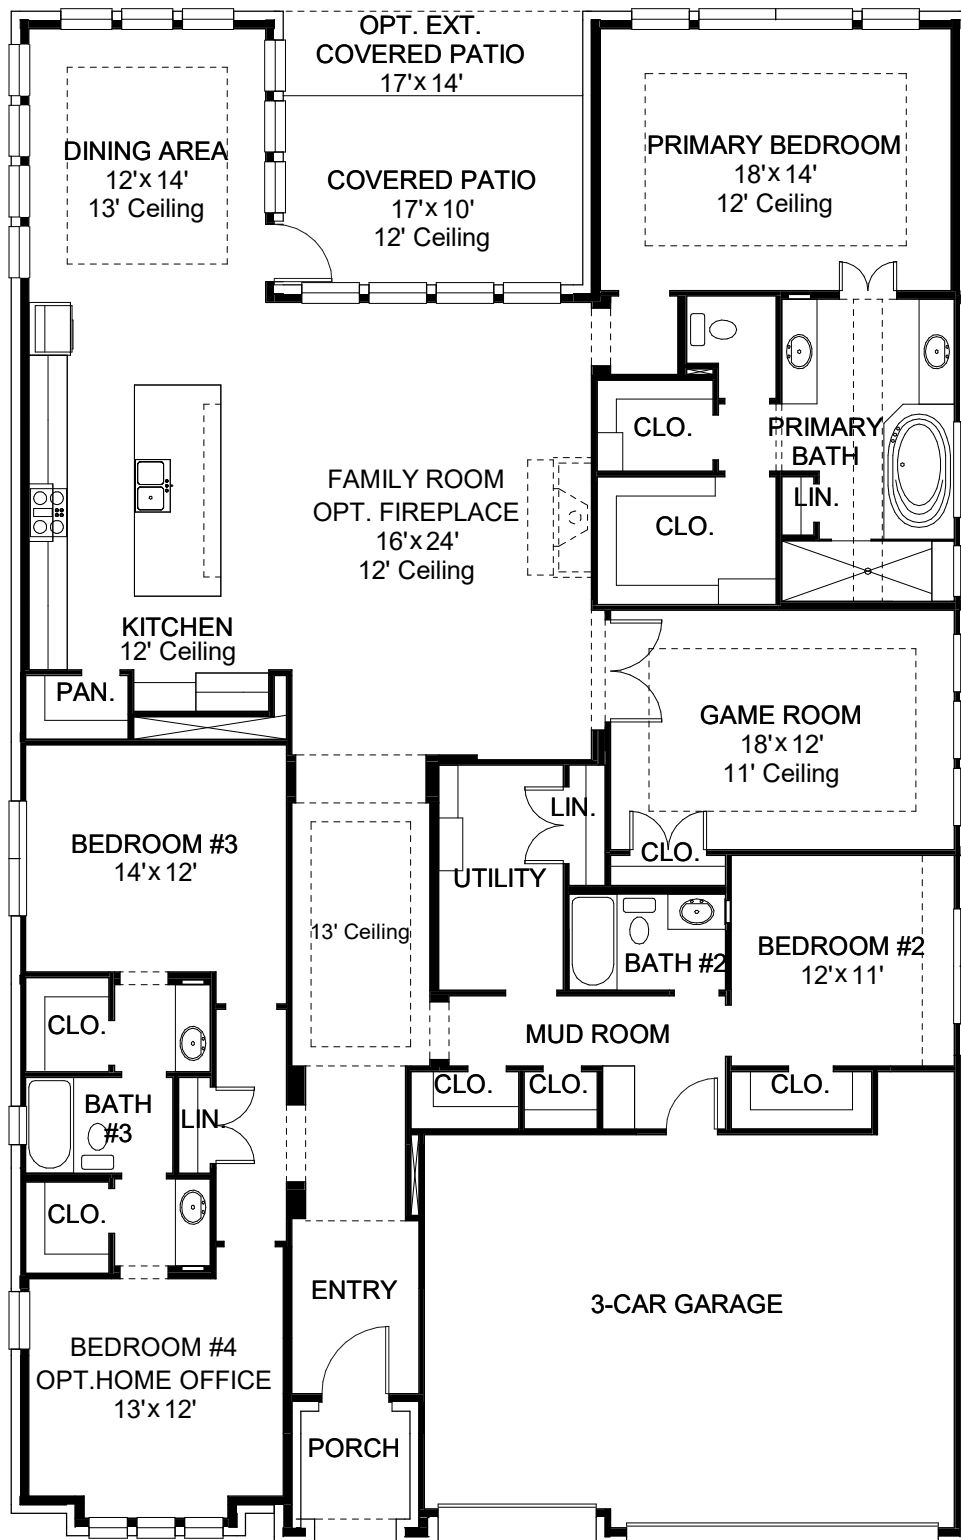 OPT. EXT.
COVERED PATIO
17'x 14'
DINING AREA
12'x 14'
13' Ceiling
COVERED PATIO
17'x 10'
12' Ceiling
PRIMARY BEDROOM
18'x 14'
12' Ceiling
CLO.
PRIMARY
BATH
LIN.
CLO.
FAMILY ROOM
OPT. FIREPLACE
16'x 24'
12' Ceiling
KITCHEN
12' Ceiling
PAN.
GAME ROOM
18'x 12'
11' Ceiling
CLO.
BEDROOM #3
14'x 12'
13' Ceiling
LIN.
UTILITY
BATH #2
BEDROOM #2
12'x 11'
MUD ROOM
CLO.
CLO.
CLO.
CLO.
BATH
#3
LIN.
CLO.
ENTRY
3-CAR GARAGE
BEDROOM #4
OPT.HOME OFFICE
13'x 12'
PORCH